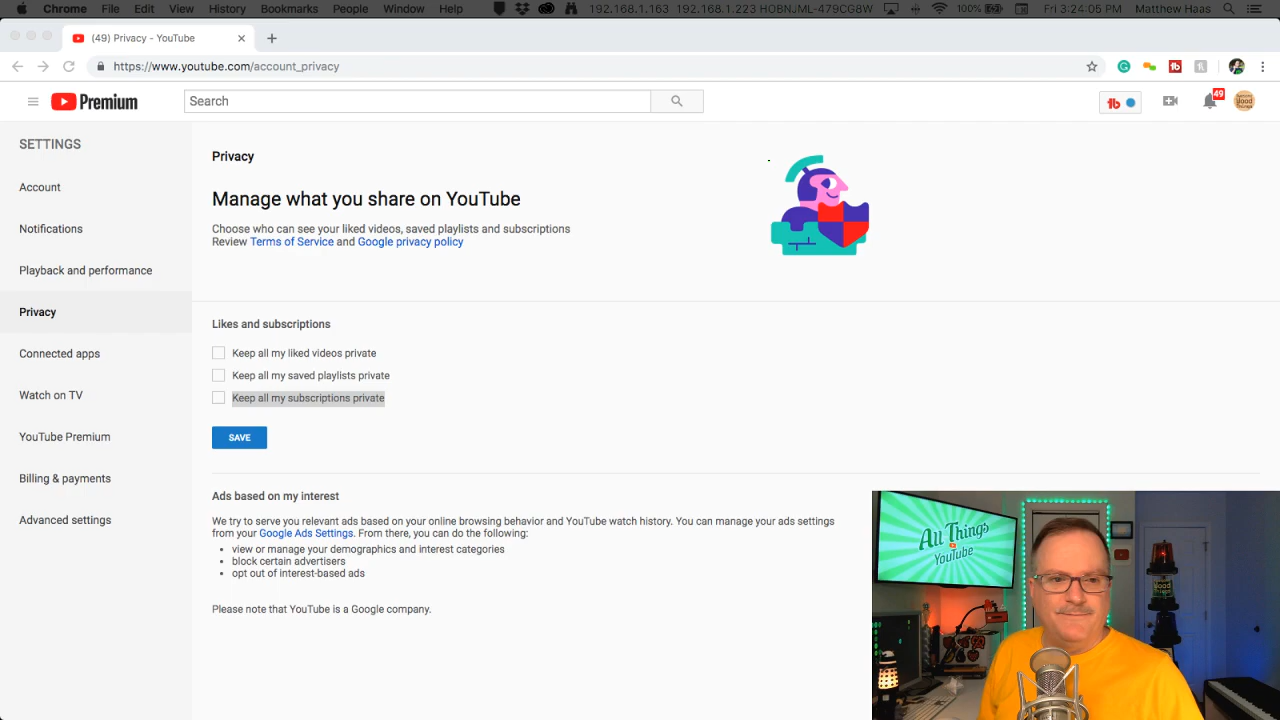 Chrome File Edit View History Bookmarks People Window Help 192.168.1.163 192.168.1.223 HQBNJML-479CG8W 100% Fri 3:24:06 PM Matthew Haas
(49) Privacy - YouTube
https://www.youtube.com/account_privacy
Premium
Search
tb
49
SETTINGS
Account
Notifications
Playback and performance
Privacy
Connected apps
Watch on TV
YouTube Premium
Billing & payments
Advanced settings
Privacy
Manage what you share on YouTube
Choose who can see your liked videos, saved playlists and subscriptions
Review Terms of Service and Google privacy policy
Likes and subscriptions
Keep all my liked videos private
Keep all my saved playlists private
Keep all my subscriptions private
SAVE
Ads based on my interest
We try to serve you relevant ads based on your online browsing behavior and YouTube watch history. You can manage your ads settings
from your Google Ads Settings. From there, you can do the following:
view or manage your demographics and interest categories
block certain advertisers
opt out of interest-based ads
Please note that YouTube is a Google company.
All Things
Youtube